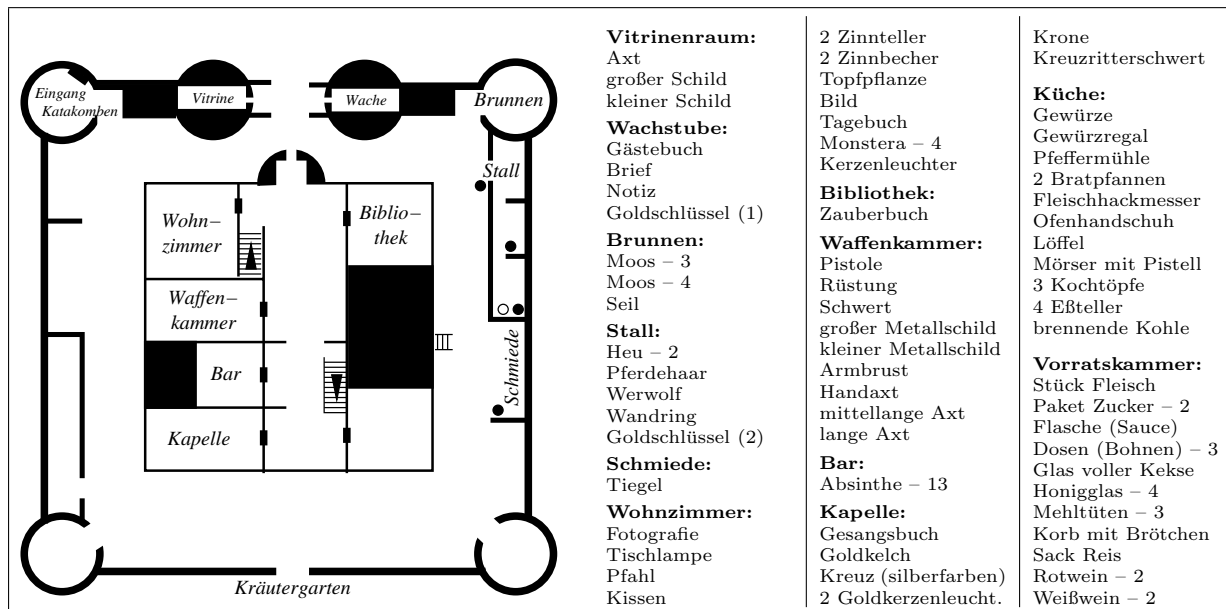 Eingang
Katakomben
Vitrine
Wache
Brunnen
Stall
Wohn–
zimmer
Biblio–
thek
Waffen–
kammer
Bar
Kapelle
Schmiede
Kräutergarten
Vitrinenraum:
Axt
großer Schild
kleiner Schild
Wachstube:
Gästebuch
Brief
Notiz
Goldschlüssel (1)
Brunnen:
Moos – 3
Moos – 4
Seil
Stall:
Heu – 2
Pferdehaar
Werwolf
Wandring
Goldschlüssel (2)
Schmiede:
Tiegel
Wohnzimmer:
Fotografie
Tischlampe
Pfahl
Kissen
2 Zinnteller
2 Zinnbecher
Topfpflanze
Bild
Tagebuch
Monstera – 4
Kerzenleuchter
Bibliothek:
Zauberbuch
Waffenkammer:
Pistole
Rüstung
Schwert
großer Metallschild
kleiner Metallschild
Armbrust
Handaxt
mittellange Axt
lange Axt
Bar:
Absinthe – 13
Kapelle:
Gesangsbuch
Goldkelch
Kreuz (silberfarben)
2 Goldkerzenleucht.
Krone
Kreuzritterschwert
Küche:
Gewürze
Gewürzregal
Pfeffermühle
2 Bratpfannen
Fleischhackmesser
Ofenhandschuh
Löffel
Mörser mit Pistell
3 Kochtöpfe
4 Eßteller
brennende Kohle
Vorratskammer:
Stück Fleisch
Paket Zucker – 2
Flasche (Sauce)
Dosen (Bohnen) – 3
Glas voller Kekse
Honigglas – 4
Mehltüten – 3
Korb mit Brötchen
Sack Reis
Rotwein – 2
Weißwein – 2